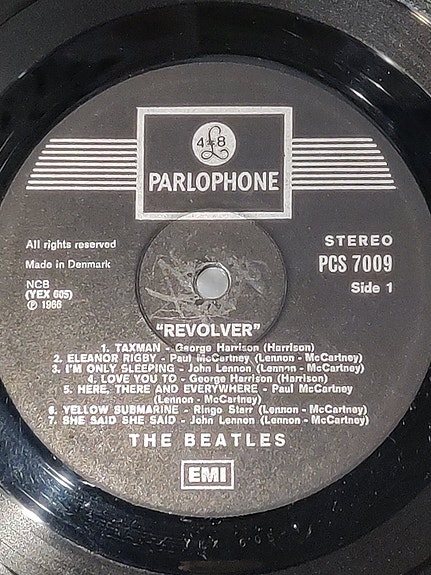 4 £ 8
PARLOPHONE
All rights reserved
Made in Denmark
NCB
(YEX 605)
℗ 1966
STEREO
PCS 7009
Side 1
"REVOLVER"
1. TAXMAN - George Harrison (Harrison)
2. ELEANOR RIGBY - Paul McCartney (Lennon - McCartney)
3. I'M ONLY SLEEPING - John Lennon (Lennon - McCartney)
4. LOVE YOU TO - George Harrison (Harrison)
5. HERE, THERE AND EVERYWHERE - Paul McCartney
(Lennon - McCartney)
6. YELLOW SUBMARINE - Ringo Starr (Lennon - McCartney)
7. SHE SAID SHE SAID - John Lennon (Lennon - McCartney)
THE BEATLES
EMI